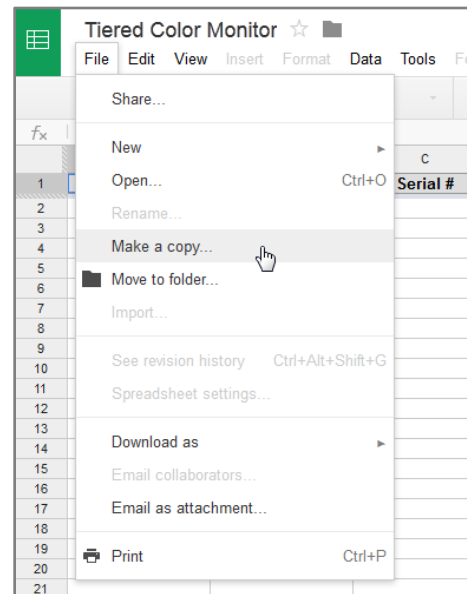 Tiered Color Monitor
File Edit View Insert Format Data Tools
Share...
fx
New
C
Open... Ctrl+O
1 Serial #
Rename...
2
3
Make a copy...
4
5
Move to folder...
6
7
Import...
8
9
See revision history Ctrl+Alt+Shift+G
10
11
Spreadsheet settings...
12
13
Download as
14
15
Email collaborators...
16
17
Email as attachment...
18
19
Print Ctrl+P
20
21